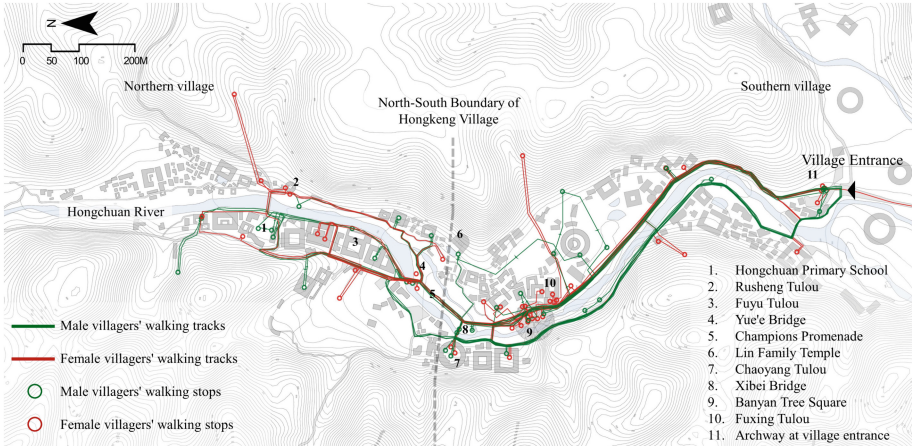 N
0 50 100 200M
Northern village
North-South Boundary of
Hongkeng Village
Southern village
Village Entrance
Hongchuan River
1
2
3
4
5
6
7
8
9
10
11
Male villagers' walking tracks
Female villagers' walking tracks
Male villagers' walking stops
Female villagers' walking stops
1. Hongchuan Primary School
2. Rusheng Tulou
3. Fuyu Tulou
4. Yue'e Bridge
5. Champions Promenade
6. Lin Family Temple
7. Chaoyang Tulou
8. Xibei Bridge
9. Banyan Tree Square
10. Fuxing Tulou
11. Archway at village entrance